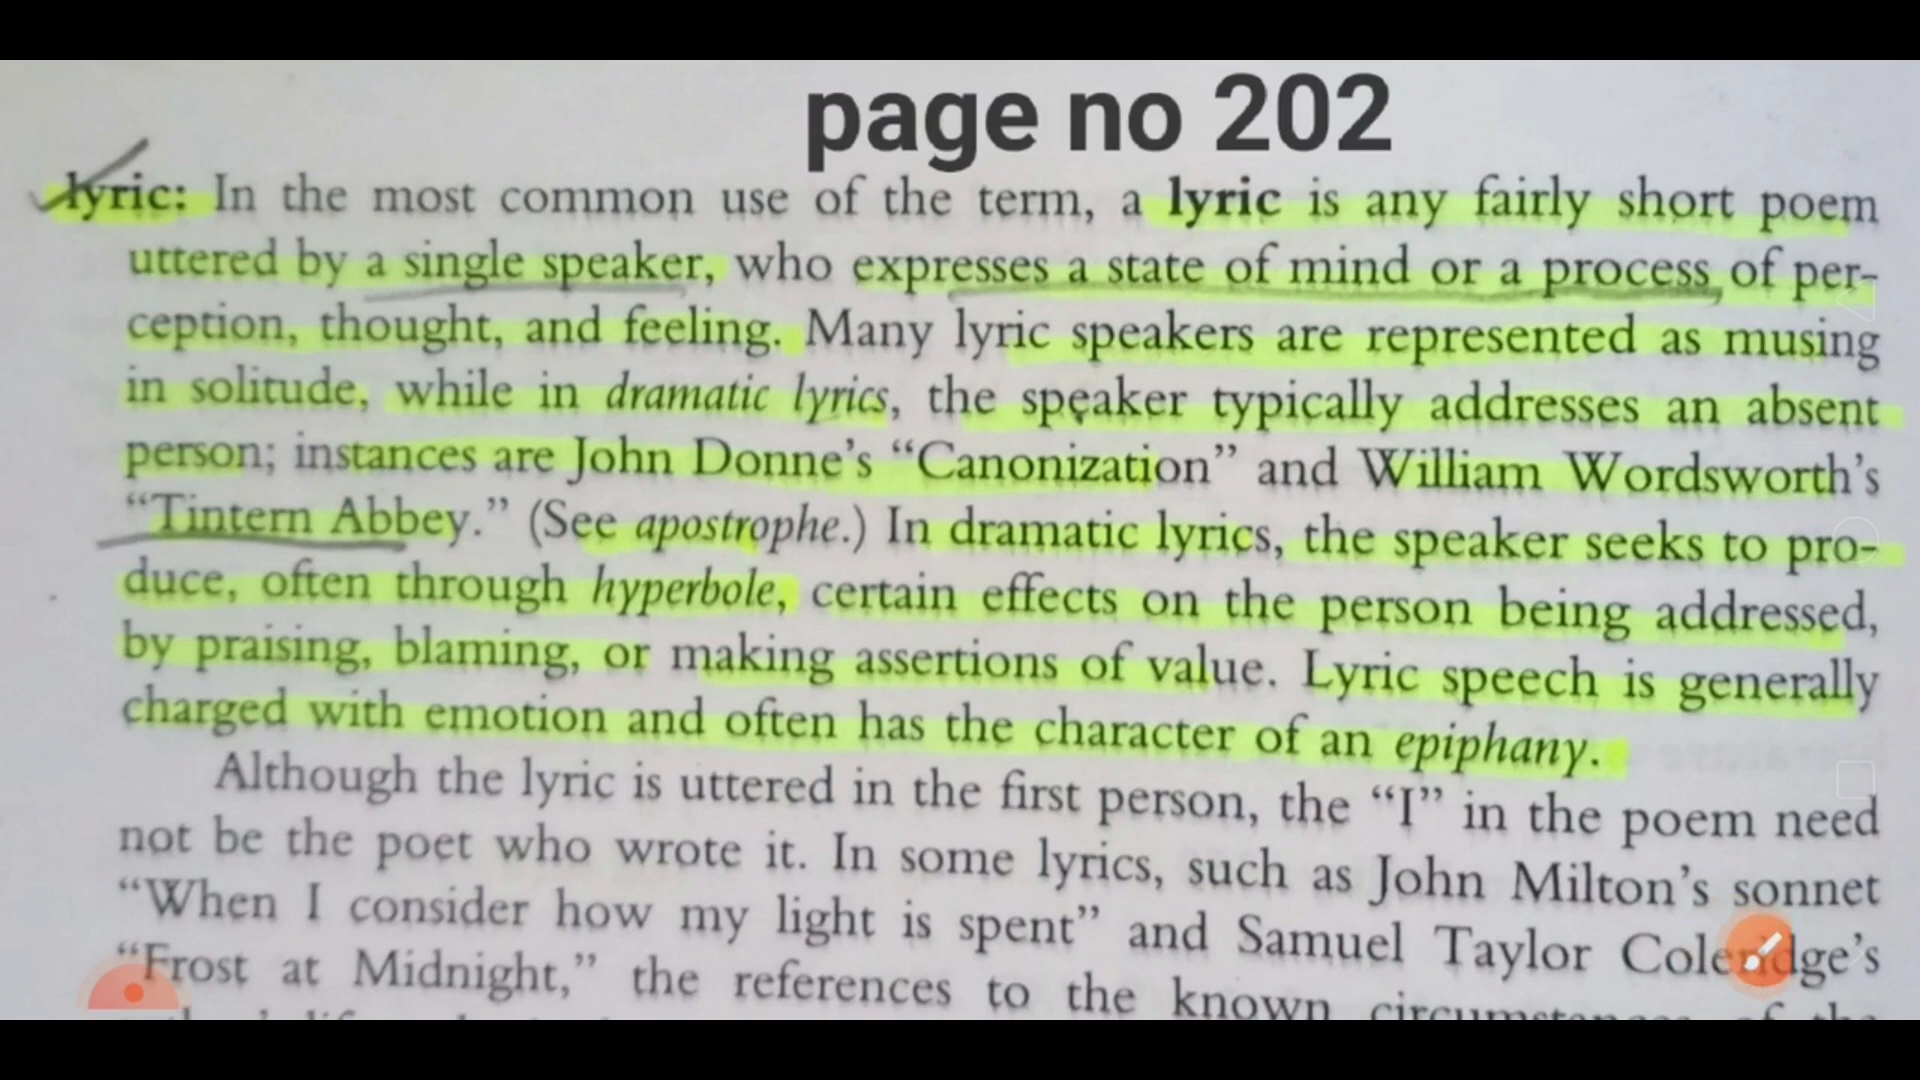 page no 202
lyric: In the most common use of the term, a lyric is any fairly short poem
uttered by a single speaker, who expresses a state of mind or a process of per-
ception, thought, and feeling. Many lyric speakers are represented as musing
in solitude, while in dramatic lyrics, the speaker typically addresses an absent
person; instances are John Donne’s “Canonization” and William Wordsworth’s
“Tintern Abbey.” (See apostrophe.) In dramatic lyrics, the speaker seeks to pro-
duce, often through hyperbole, certain effects on the person being addressed,
by praising, blaming, or making assertions of value. Lyric speech is generally
charged with emotion and often has the character of an epiphany.
Although the lyric is uttered in the first person, the “I” in the poem need
not be the poet who wrote it. In some lyrics, such as John Milton’s sonnet
“When I consider how my light is spent” and Samuel Taylor Coleridge’s
“Frost at Midnight,” the references to the known circumstances of the